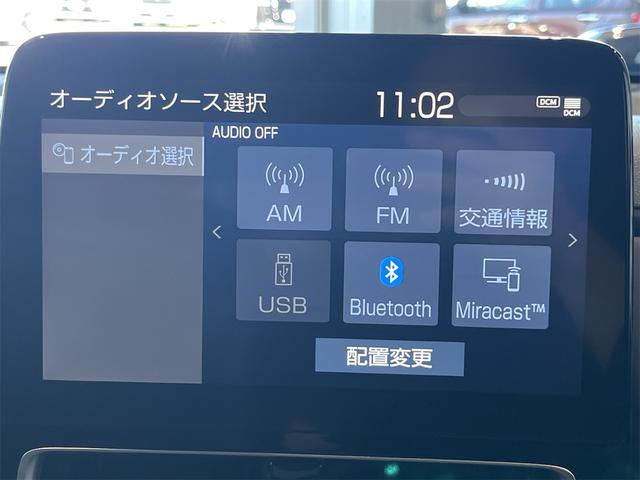 オーディオソース選択 11:02 DCM DCM
オーディオ選択
AUDIO OFF
AM FM 交通情報
USB Bluetooth Miracast™
配置変更